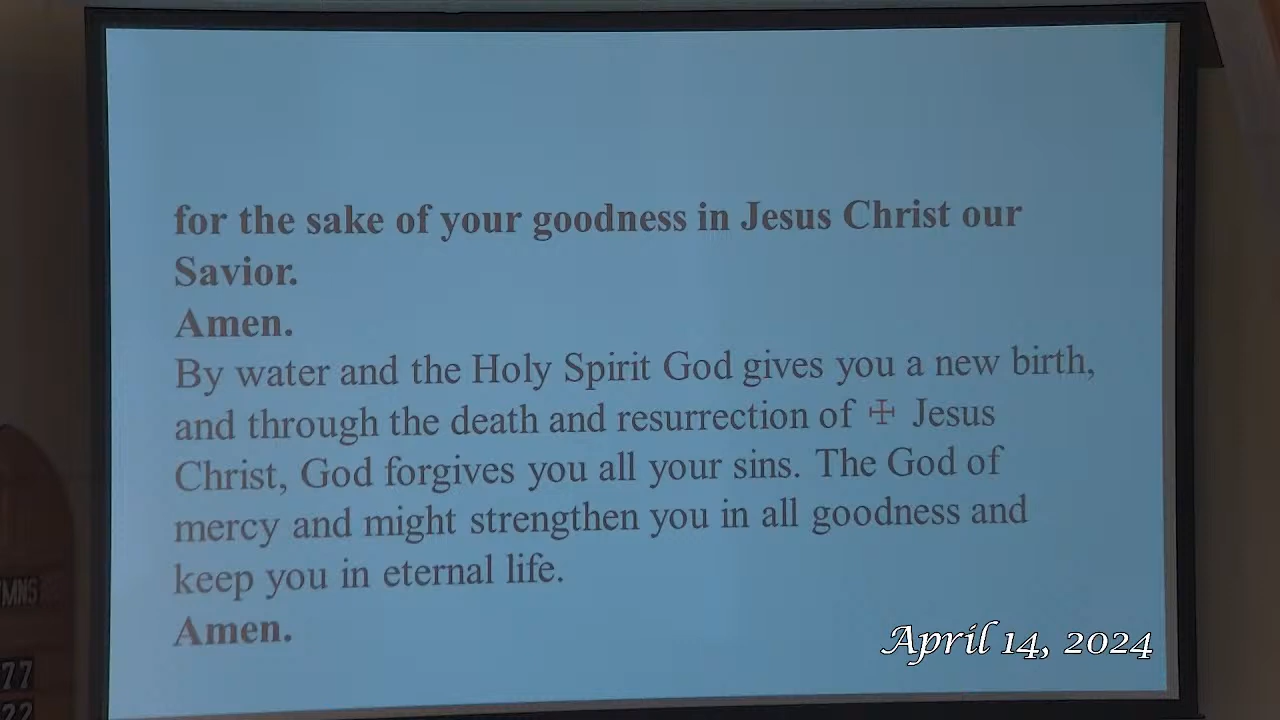 for the sake of your goodness in Jesus Christ our
Savior.
Amen.
By water and the Holy Spirit God gives you a new birth,
and through the death and resurrection of ☩ Jesus
Christ, God forgives you all your sins. The God of
mercy and might strengthen you in all goodness and
keep you in eternal life.
Amen.
April 14, 2024
MNS
77
22